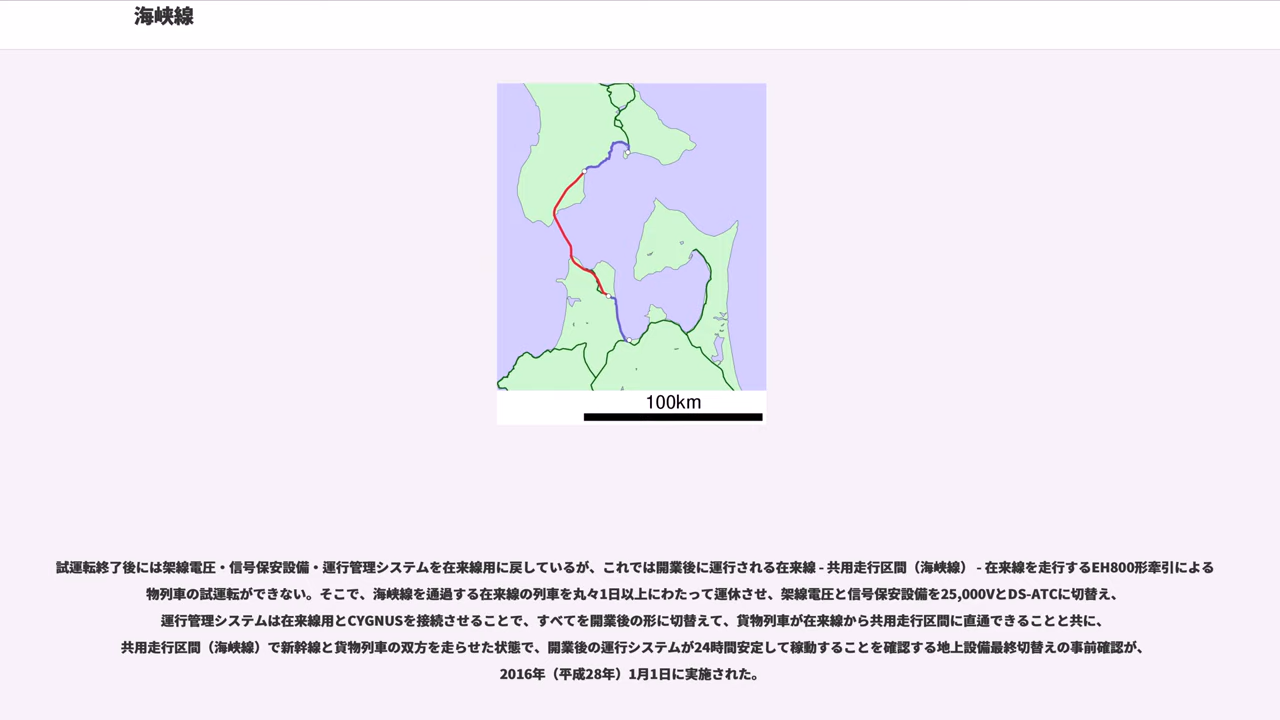 海峡線
100km
試運転終了後には架線電圧・信号保安設備・運行管理システムを在来線用に戻しているが、これでは開業後に運行される在来線 - 共用走行区間（海峡線） - 在来線を走行するEH800形牽引による
物列車の試運転ができない。そこで、海峡線を通過する在来線の列車を丸々1日以上にわたって運休させ、架線電圧と信号保安設備を25,000VとDS-ATCに切替え、
運行管理システムは在来線用とCYGNUSを接続させることで、すべてを開業後の形に切替えて、貨物列車が在来線から共用走行区間に直通できることと共に、
共用走行区間（海峡線）で新幹線と貨物列車の双方を走らせた状態で、開業後の運行システムが24時間安定して稼動することを確認する地上設備最終切替えの事前確認が、
2016年（平成28年）1月1日に実施された。